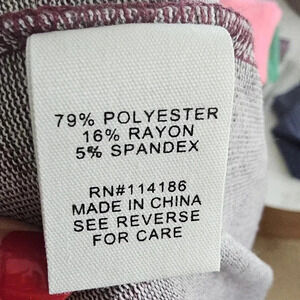 79% POLYESTER
16% RAYON
5% SPANDEX
RN#114186
MADE IN CHINA
SEE REVERSE
FOR CARE